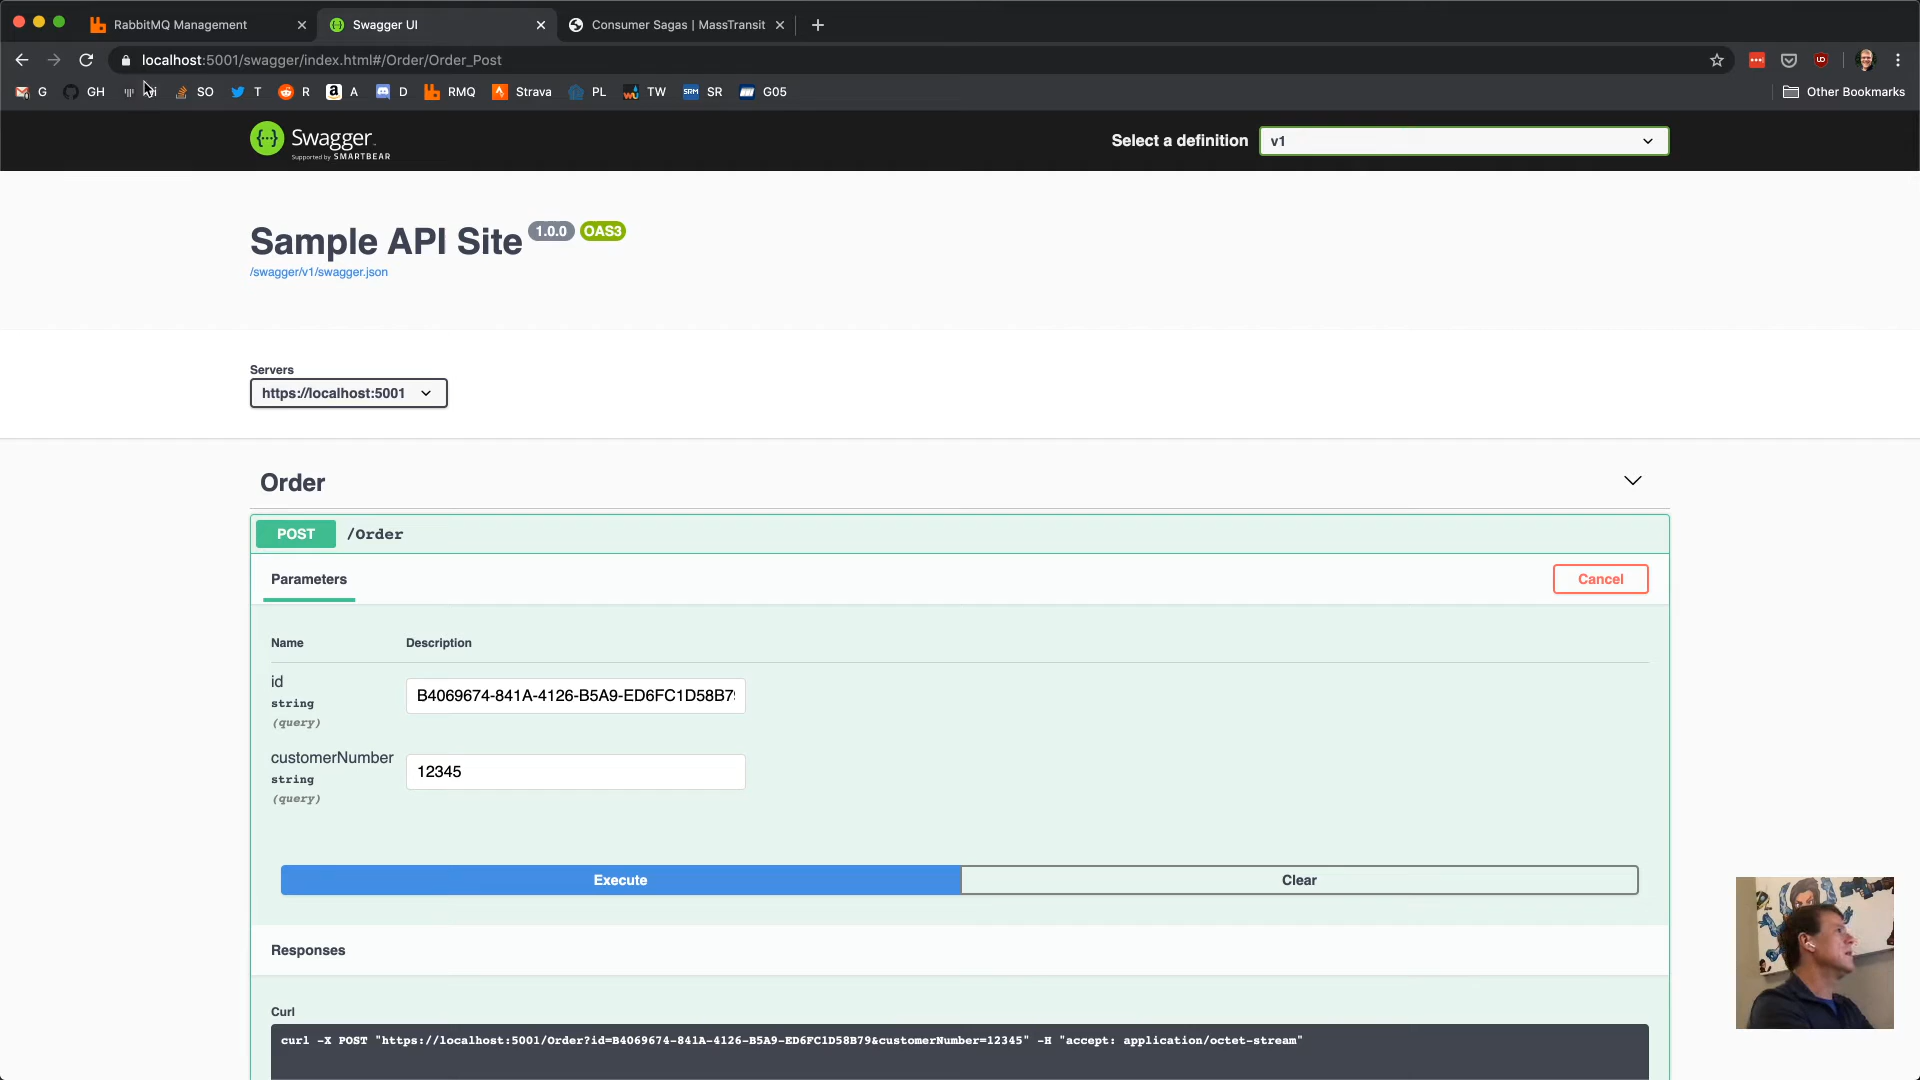 RabbitMQ Management
Swagger UI
Consumer Sagas | MassTransit
localhost:5001/swagger/index.html#/Order/Order_Post
G
GH
SO
T
R
A
D
RMQ
Strava
PL
TW
SRM
SR
G05
Other Bookmarks
Swagger
Supported by SMARTBEAR
Select a definition
v1
Sample API Site 1.0.0 OAS3
/swagger/v1/swagger.json
Servers
https://localhost:5001
Order
POST /Order
Parameters
Cancel
Name Description
id
string
(query)
B4069674-841A-4126-B5A9-ED6FC1D58B79
customerNumber
string
(query)
12345
Execute
Clear
Responses
Curl
curl -X POST "https://localhost:5001/Order?id=B4069674-841A-4126-B5A9-ED6FC1D58B79&customerNumber=12345" -H "accept: application/octet-stream"